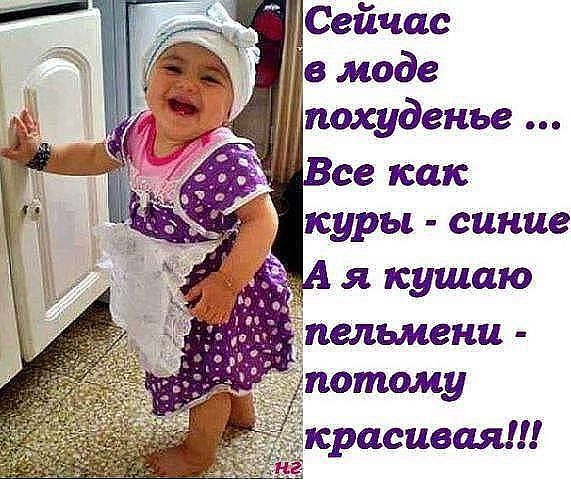 Сейчас
в моде
похуденье ...
Все как
куры - синие
А я кушаю
пельмени -
потому
красивая!!!
нг